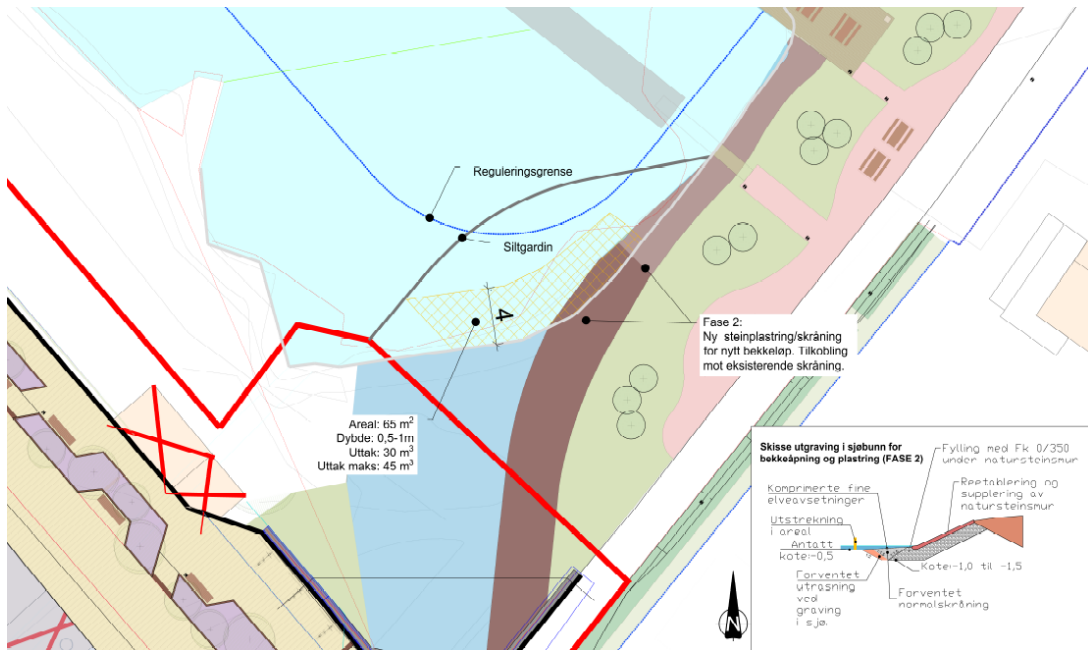 Reguleringsgrense
Siltgardin
4
Fase 2:
Ny steinplastring/skråning
for nytt bekkeløp. Tilkobling
mot eksisterende skråning.
Areal: 65 m²
Dybde: 0,5-1m
Uttak: 30 m³
Uttak maks: 45 m³
N
Skisse utgraving i sjøbunn for
bekkeåpning og plastring (FASE 2)
Fylling med Fk 0/350
under natursteinsmur
Komprimerte fine
elveavsetninger
Reetablering og
supplering av
natursteinsmur
Utstrekning
i areal
Antatt
kote:-0,5
Kote:-1,0 til -1,5
Forventet
utrasning
ved
graving
i sjø.
Forventet
normalskråning